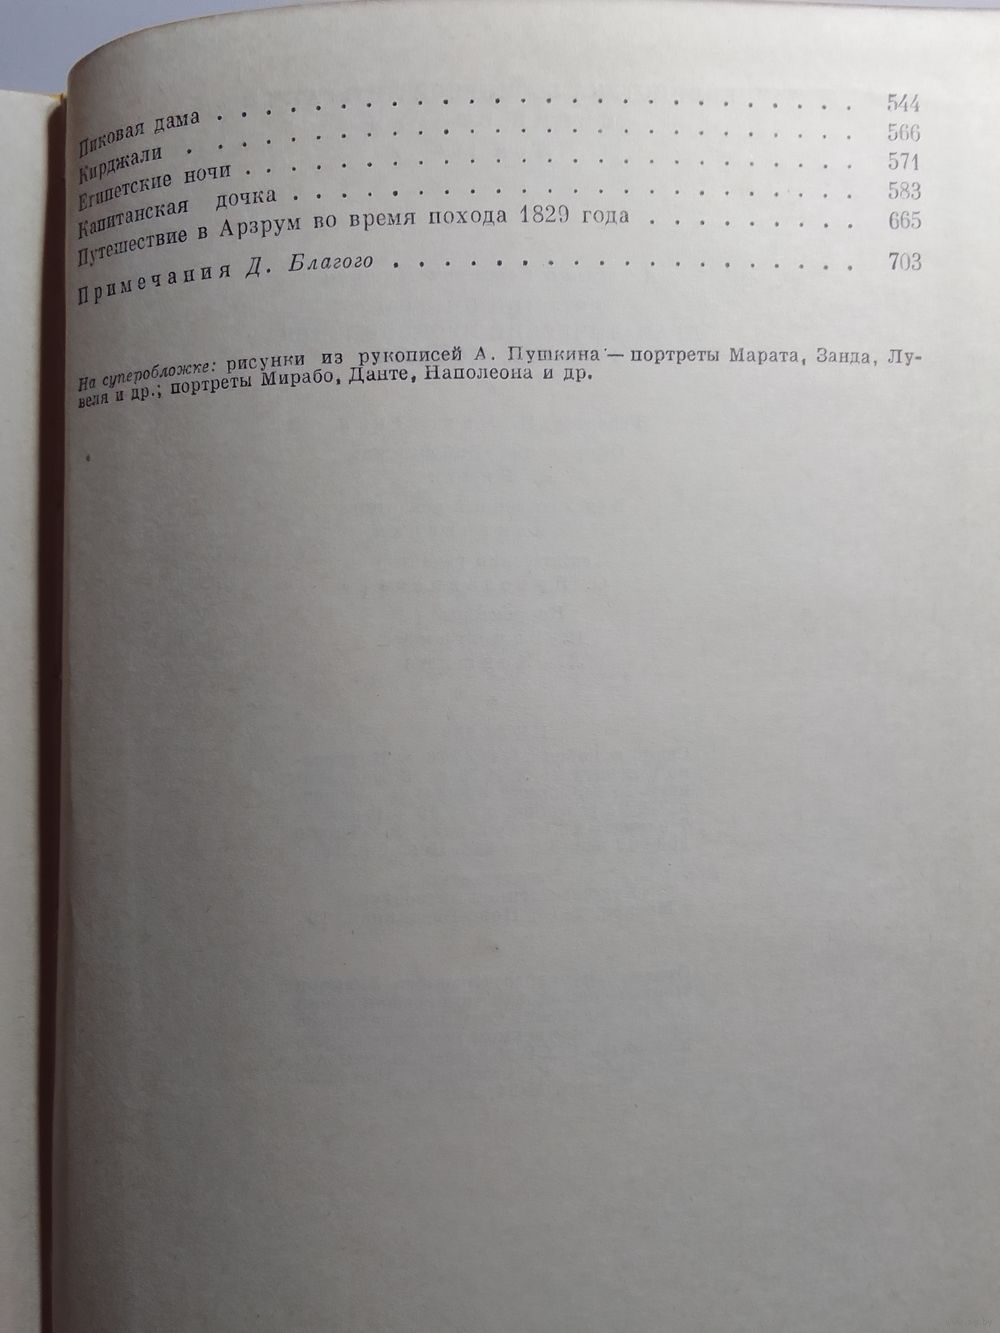 Пиковая дама . . . . . . . . . . . . . . . . . . . . . . . . . . 544
Кирджали . . . . . . . . . . . . . . . . . . . . . . . . . . . 566
Египетские ночи . . . . . . . . . . . . . . . . . . . . . . . . 571
Капитанская дочка . . . . . . . . . . . . . . . . . . . . . . . 583
Путешествие в Арзрум во время похода 1829 года . . . . . . . . . 665
Примечания Д. Благого . . . . . . . . . . . . . . . . . . . 703
На суперобложке: рисунки из рукописей А. Пушкина — портреты Марата, Занда, Лу-
веля и др.; портреты Мирабо, Данте, Наполеона и др.